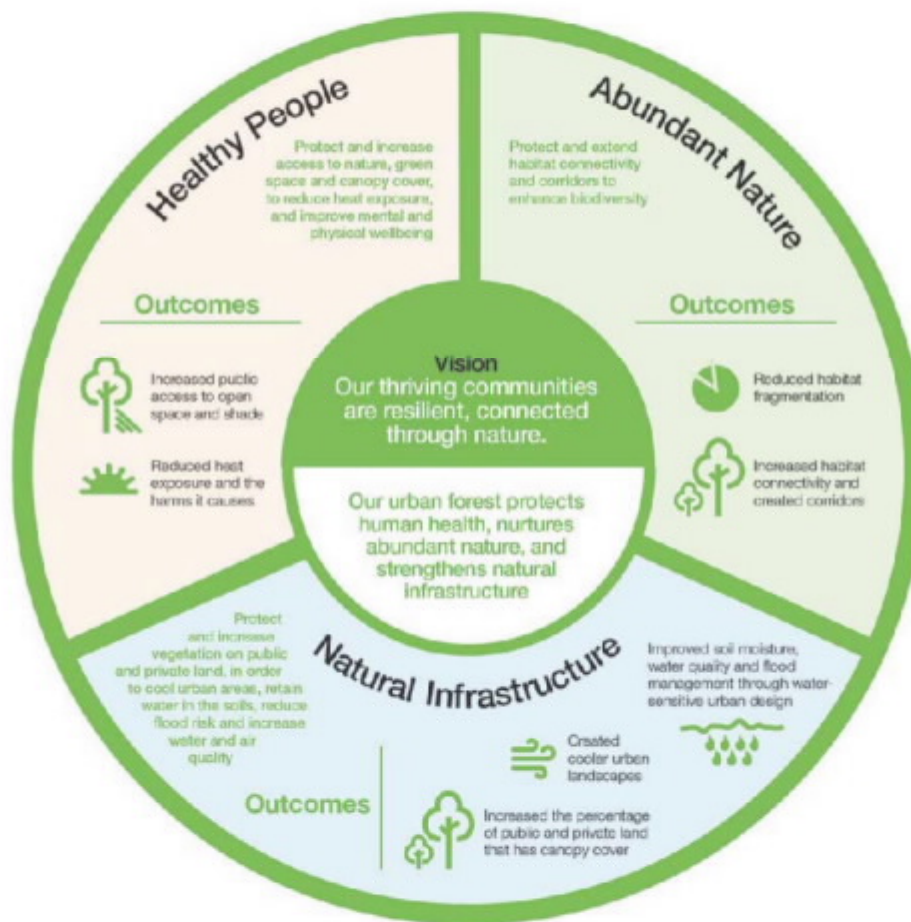 Healthy People
Protect and increase
access to nature, green
space and canopy cover,
to reduce heat exposure,
and improve mental and
physical wellbeing
Outcomes
Increased public
access to open
space and shade
Reduced heat
exposure and the
harms it causes
Abundant Nature
Protect and extend
habitat connectivity
and corridors to
enhance biodiversity
Outcomes
Reduced habitat
fragmentation
Increased habitat
connectivity and
created corridors
Vision
Our thriving communities
are resilient, connected
through nature.
Our urban forest protects
human health, nurtures
abundant nature, and
strengthens natural
infrastructure
Natural Infrastructure
Protect
and increase
vegetation on public
and private land, in order
to cool urban areas, retain
water in the soils, reduce
flood risk and increase
water and air
quality
Outcomes
Improved soil moisture,
water quality and flood
management through water-
sensitive urban design
Created
cooler urban
landscapes
Increased the percentage
of public and private land
that has canopy cover